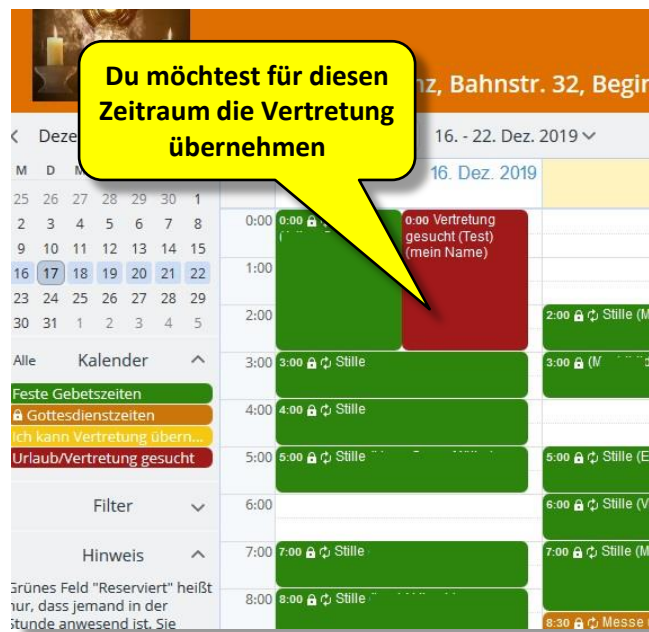 Du möchtest für diesen
Zeitraum die Vertretung
übernehmen
nz, Bahnstr. 32, Begin
Deze
16. - 22. Dez. 2019
M D M
16. Dez. 2019
25 26 27 28 29 30 1
2 3 4 5 6 7 8
9 10 11 12 13 14 15
16 17 18 19 20 21 22
23 24 25 26 27 28 29
30 31 1 2 3 4 5
Alle Kalender
Feste Gebetszeiten
Gottesdienstzeiten
Ich kann Vertretung übern...
Urlaub/Vertretung gesucht
Filter
Hinweis
Grünes Feld "Reserviert" heißt
nur, dass jemand in der
Stunde anwesend ist. Sie
0:00 0:00
0:00 Vertretung
gesucht (Test)
(mein Name)
1:00
2:00 2:00 Stille (M
3:00 3:00 Stille 3:00 (M
4:00 4:00 Stille
5:00 5:00 Stille 5:00 Stille (E
6:00 6:00 Stille (V
7:00 7:00 Stille 7:00 Stille (M
8:00 8:00 Stille
8:30 Messe